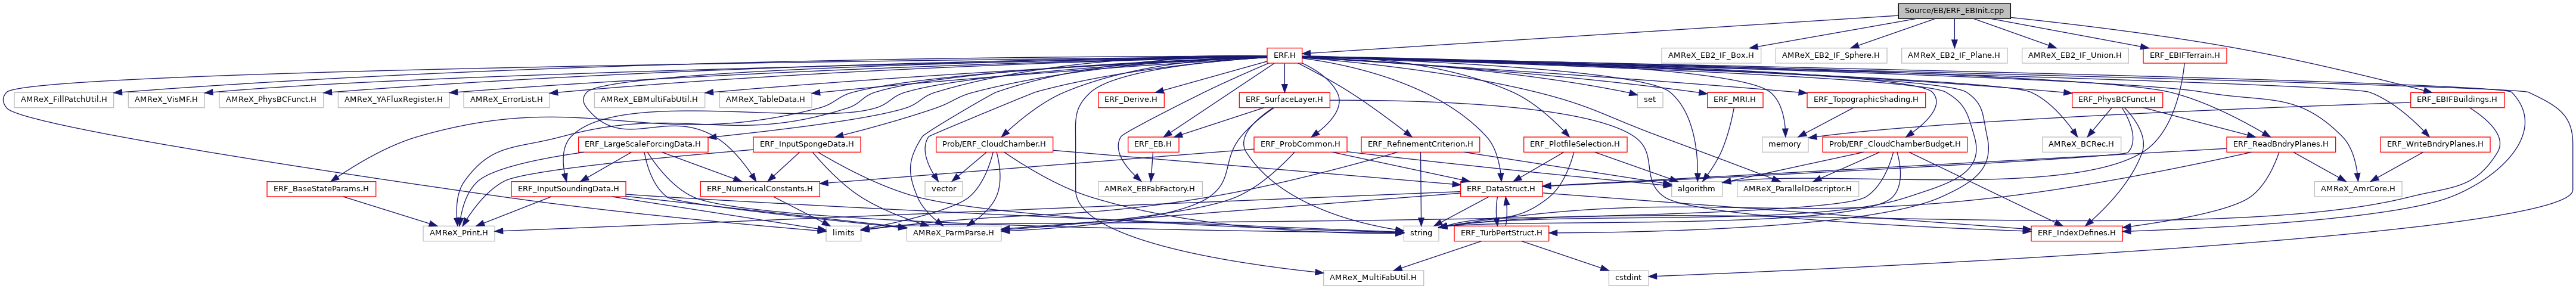 Source/EB/ERF_EBInit.cpp
ERF.H
AMReX_EB2_IF_Box.H
AMReX_EB2_IF_Sphere.H
AMReX_EB2_IF_Plane.H
AMReX_EB2_IF_Union.H
ERF_EBIFTerrain.H
AMReX_FillPatchUtil.H
AMReX_VisMF.H
AMReX_PhysBCFunct.H
AMReX_YAFluxRegister.H
AMReX_ErrorList.H
AMReX_EBMultiFabUtil.H
AMReX_TableData.H
ERF_Derive.H
ERF_SurfaceLayer.H
set
ERF_MRI.H
ERF_TopographicShading.H
ERF_PhysBCFunct.H
ERF_EBIFBuildings.H
ERF_LargeScaleForcingData.H
ERF_InputSpongeData.H
Prob/ERF_CloudChamber.H
ERF_EB.H
ERF_ProbCommon.H
ERF_RefinementCriterion.H
ERF_PlotfileSelection.H
memory
Prob/ERF_CloudChamberBudget.H
AMReX_BCRec.H
ERF_ReadBndryPlanes.H
ERF_WriteBndryPlanes.H
ERF_BaseStateParams.H
ERF_InputSoundingData.H
ERF_NumericalConstants.H
vector
AMReX_EBFabFactory.H
ERF_DataStruct.H
algorithm
AMReX_ParallelDescriptor.H
AMReX_AmrCore.H
AMReX_Print.H
limits
AMReX_ParmParse.H
string
ERF_TurbPertStruct.H
ERF_IndexDefines.H
AMReX_MultiFabUtil.H
cstdint